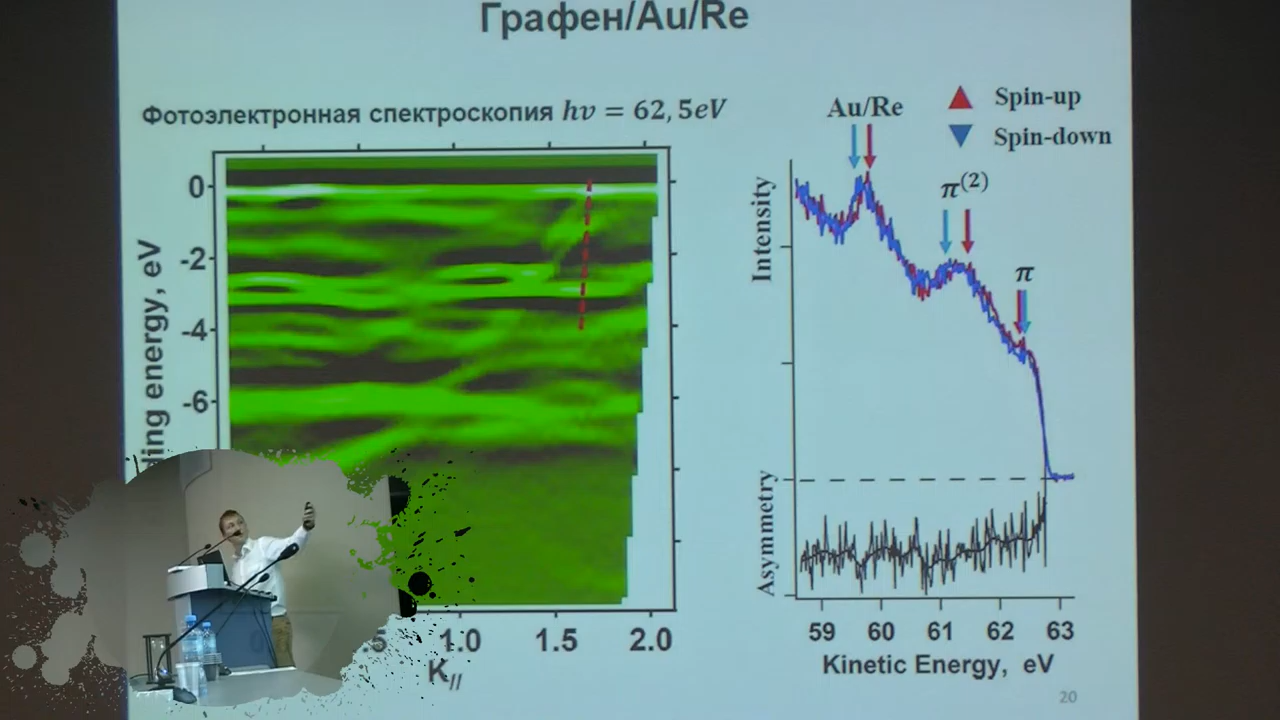 Графен/Au/Re
Фотоэлектронная спектроскопия hν = 62,5eV
0
-2
-4
-6
ding energy, eV
5
1.0
1.5
2.0
K//
Au/Re
Spin-up
Spin-down
π(2)
π
Intensity
Asymmetry
59 60 61 62 63
Kinetic Energy, eV
20